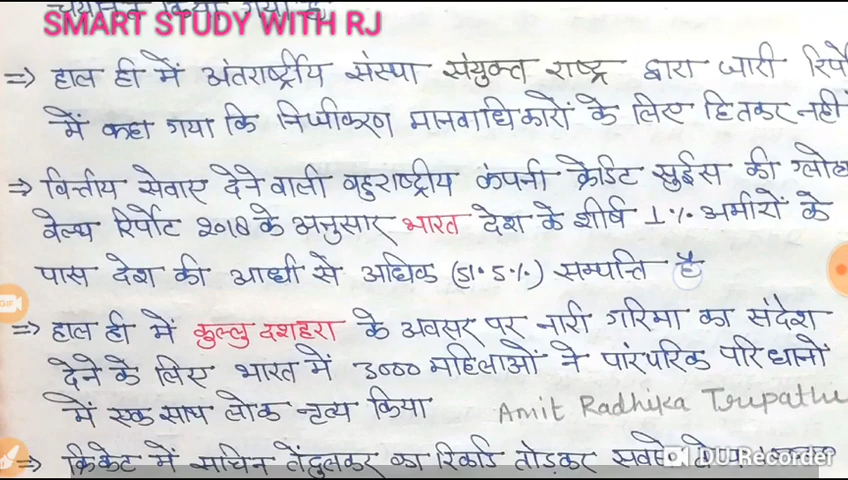 SMART STUDY WITH RJ
⇒ हाल ही में अंतर्राष्ट्रीय संस्था संयुक्त राष्ट्र द्वारा जारी
में कहा गया कि निजीकरण मानवाधिकारों के लिए हितकर नहीं
⇒ वित्तीय सेवाए देने वाली बहुराष्ट्रीय कंपनी क्रेडिट सुईस की
वेल्थ रिर्पोट 2018 के अनुसार भारत देश के शीर्ष 1% अमीरों के
पास देश की आधी से अधिक (51.5%) सम्पत्ति है
⇒ हाल ही में कुल्लु दशहरा के अवसर पर नारी गरिमा का संदेश
देने के लिए भारत में 3000 महिलाओं ने पारंपरिक परिधानों
में एक साथ लोक नृत्य किया
Amit Radhika
⇒ क्रिकेट में सचिन तेंदुलकर का रिकार्ड तोड़कर सबसे
DU Recorder
GIF